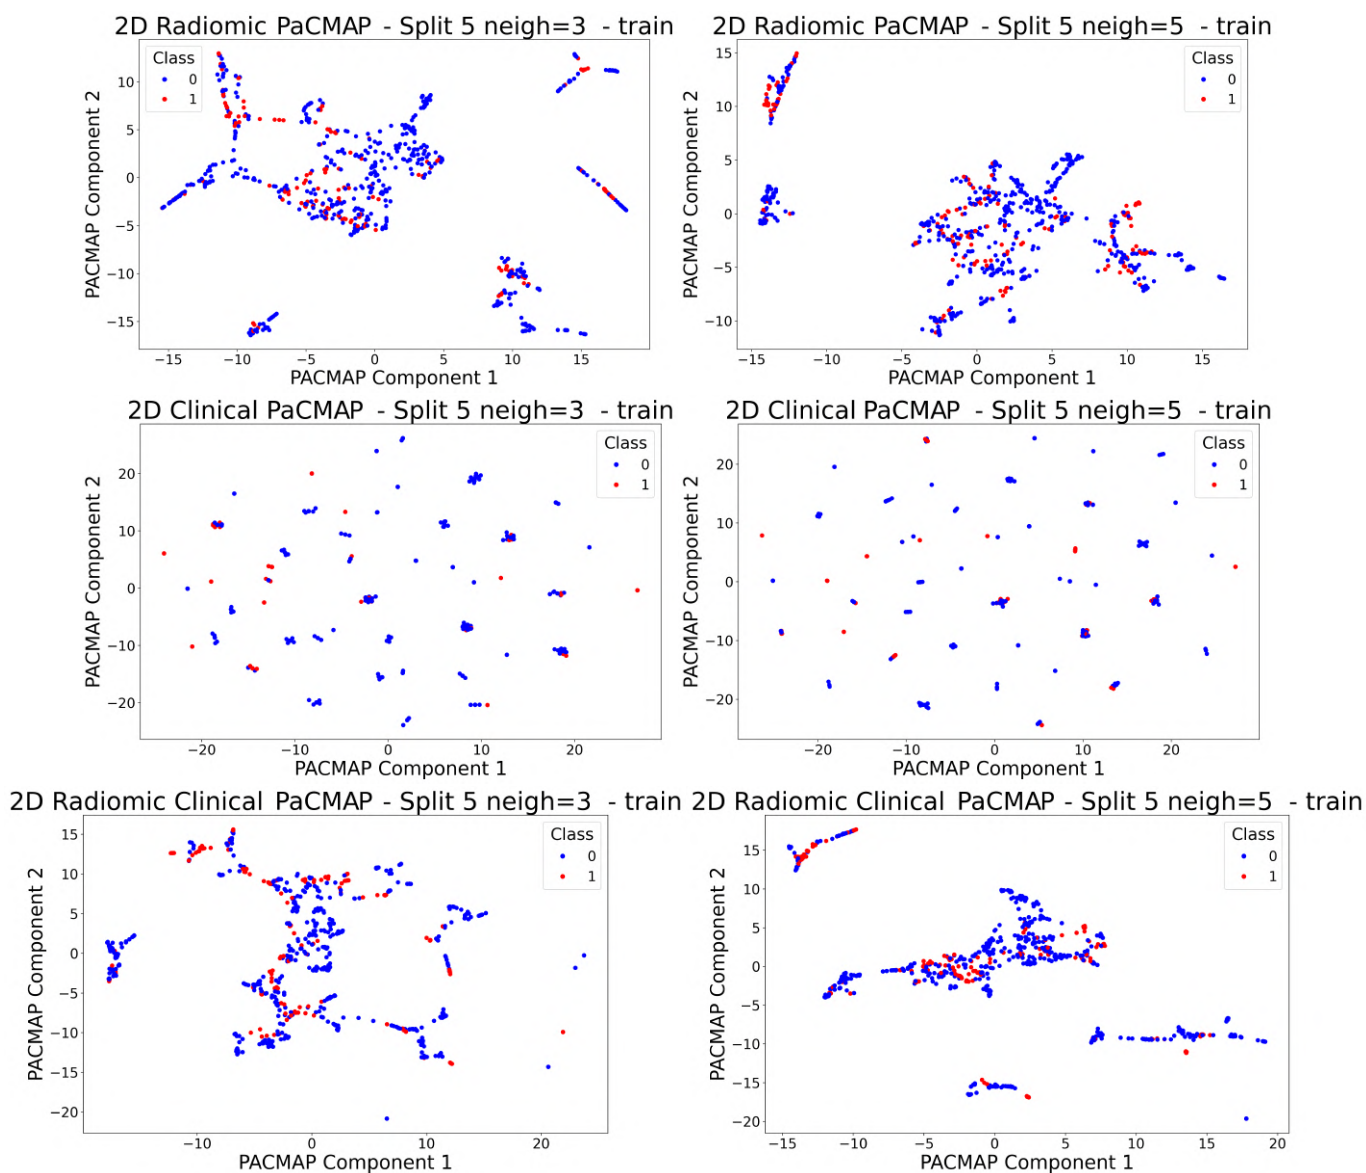 2D Radiomic PaCMAP - Split 5 neigh=3 - train
Class
0
1
10
5
0
−5
−10
−15
PACMAP Component 2
−15 −10 −5 0 5 10 15
PACMAP Component 1
2D Radiomic PaCMAP - Split 5 neigh=5 - train
Class
0
1
15
10
5
0
−5
−10
PACMAP Component 2
−15 −10 −5 0 5 10 15
PACMAP Component 1
2D Clinical PaCMAP - Split 5 neigh=3 - train
Class
0
1
20
10
0
−10
−20
PACMAP Component 2
−20 −10 0 10 20
PACMAP Component 1
2D Clinical PaCMAP - Split 5 neigh=5 - train
Class
0
1
20
10
0
−10
−20
PACMAP Component 2
−20 −10 0 10 20
PACMAP Component 1
2D Radiomic Clinical PaCMAP - Split 5 neigh=3 - train
Class
0
1
15
10
5
0
−5
−10
−15
−20
PACMAP Component 2
−10 0 10 20
PACMAP Component 1
2D Radiomic Clinical PaCMAP - Split 5 neigh=5 - train
Class
0
1
15
10
5
0
−5
−10
−15
−20
PACMAP Component 2
−15 −10 −5 0 5 10 15 20
PACMAP Component 1